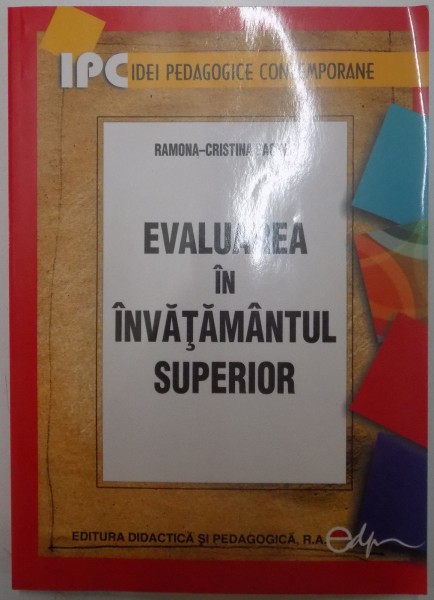 IPC IDEI PEDAGOGICE CONTEMPORANE
RAMONA-CRISTINA
EVALUAREA
ÎN
ÎNVĂŢĂMÂNTUL
SUPERIOR
EDITURA DIDACTICĂ ŞI PEDAGOGICĂ, R.A.
edp